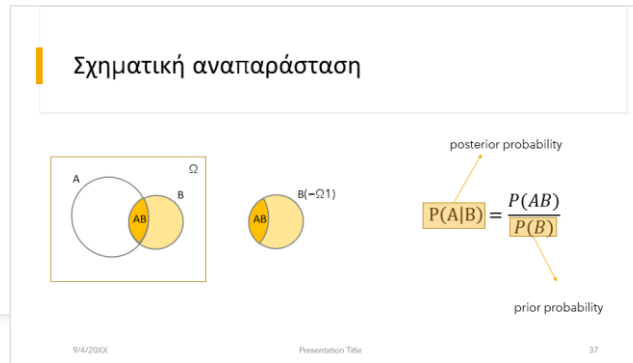 Σχηματική αναπαράσταση
posterior probability
Ω
A
B
AB
B(−Ω1)
AB
P(A|B) = P(AB) / P(B)
prior probability
9/4/20XX
Presentation Title
37